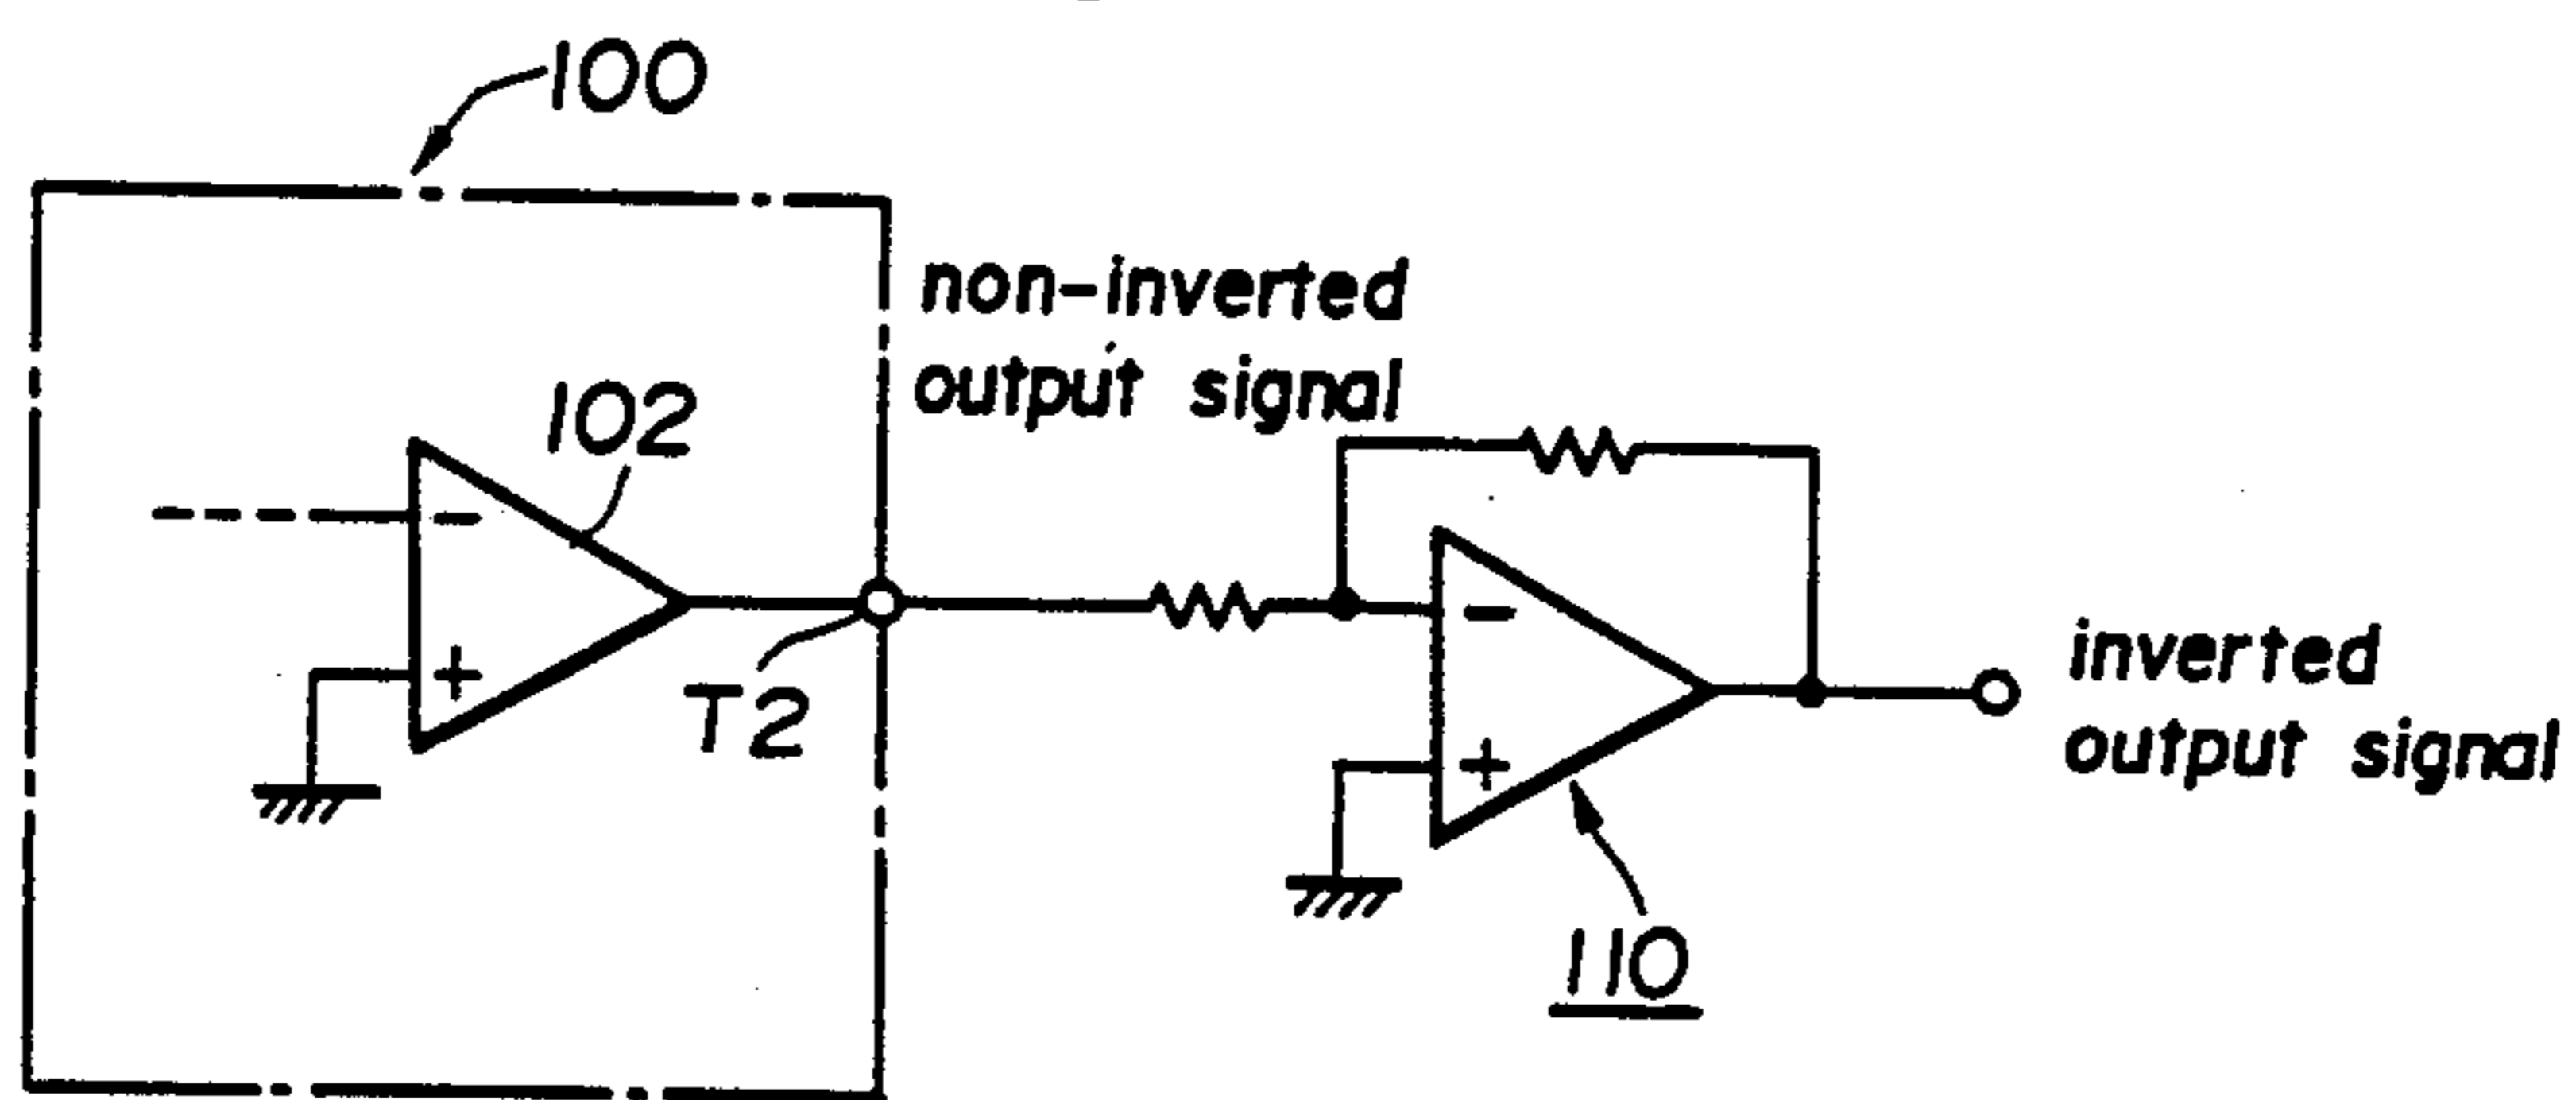 100
non-inverted
output signal
102
-
+
T2
-
+
inverted
output signal
110